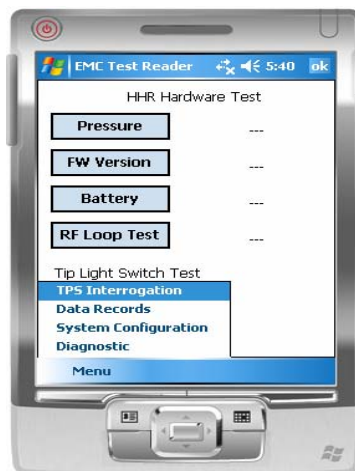 EMC Test Reader 5:40 ok
HHR Hardware Test
Pressure ---
FW Version ---
Battery ---
RF Loop Test ---
Tip Light Switch Test
TPS Interrogation
Data Records
System Configuration
Diagnostic
Menu